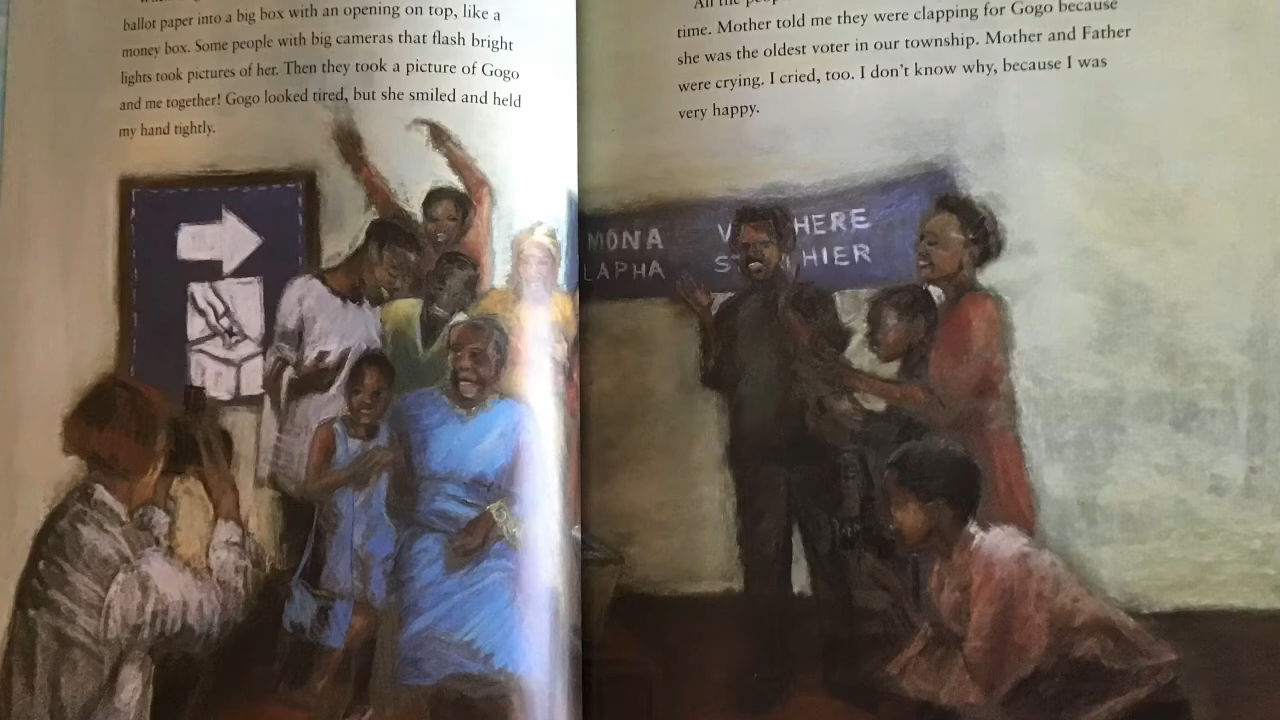 ballot paper into a big box with an opening on top, like a
money box. Some people with big cameras that flash bright
lights took pictures of her. Then they took a picture of Gogo
and me together! Gogo looked tired, but she smiled and held
my hand tightly.
All the
time. Mother told me they were clapping for Gogo because
she was the oldest voter in our township. Mother and Father
were crying. I cried, too. I don't know why, because I was
very happy.
MONA
LAPHA
HERE
HIER